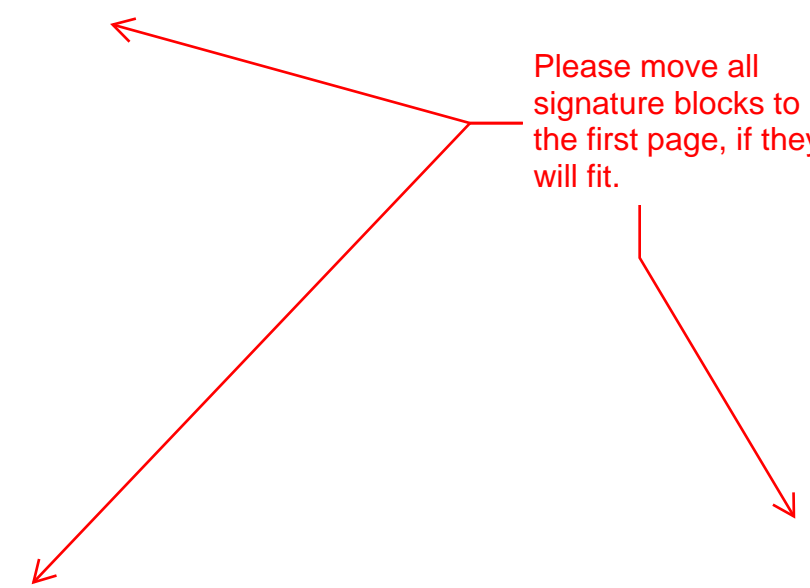 Please move all
signature blocks to
the first page, if they
will fit.